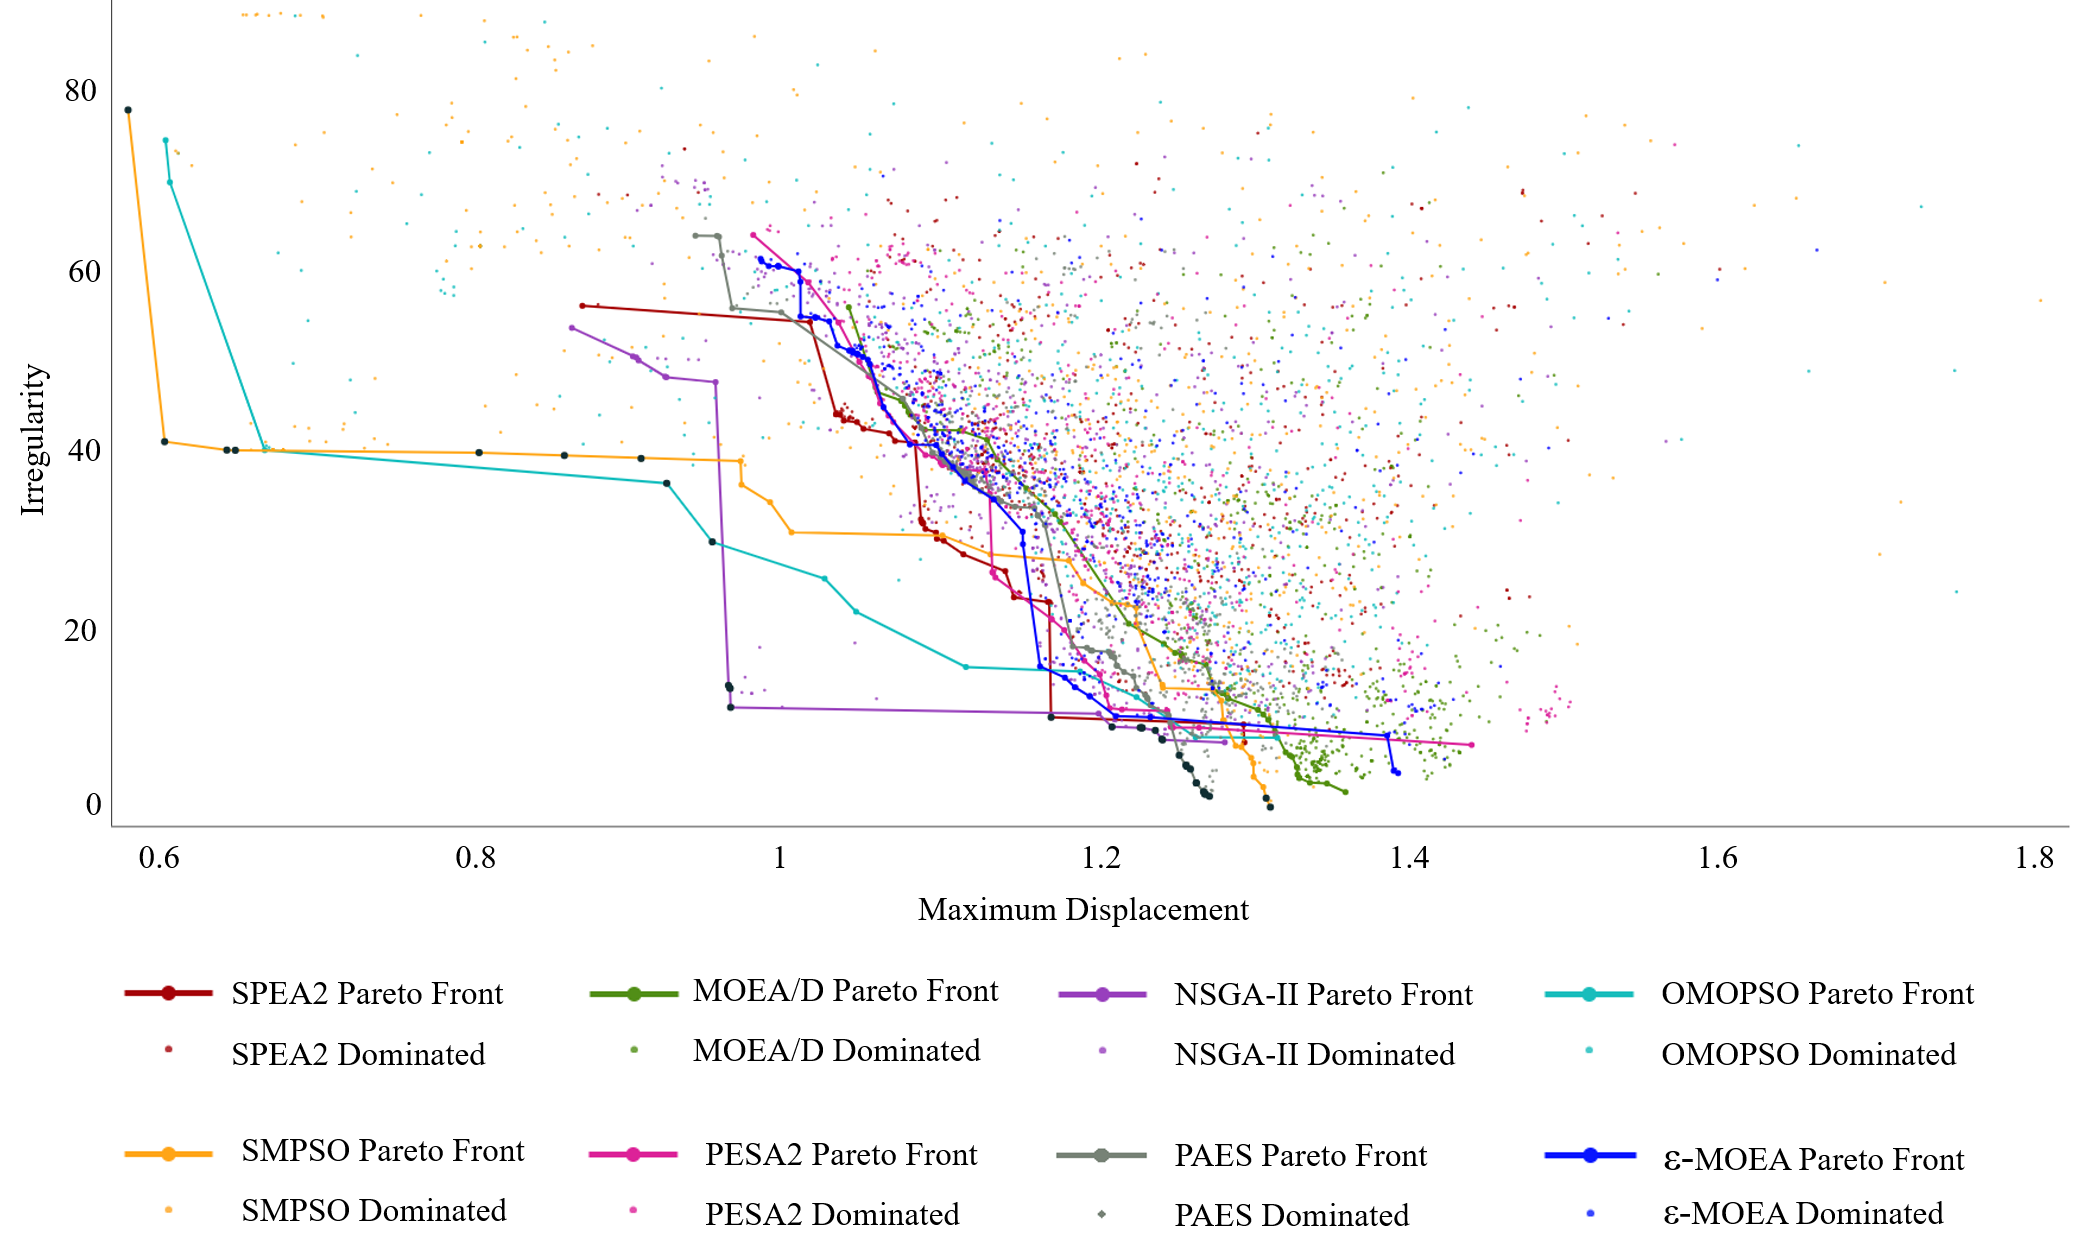 80
60
40
20
0
Irregularity
0.6 0.8 1 1.2 1.4 1.6 1.8
Maximum Displacement
SPEA2 Pareto Front MOEA/D Pareto Front NSGA-II Pareto Front OMOPSO Pareto Front
SPEA2 Dominated MOEA/D Dominated NSGA-II Dominated OMOPSO Dominated
SMPSO Pareto Front PESA2 Pareto Front PAES Pareto Front ε-MOEA Pareto Front
SMPSO Dominated PESA2 Dominated PAES Dominated ε-MOEA Dominated